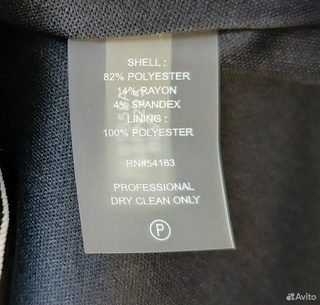 SHELL :
82% POLYESTER
14% RAYON
4% SPANDEX
LINING :
100% POLYESTER
RN#54163
PROFESSIONAL
DRY CLEAN ONLY
P
Avito